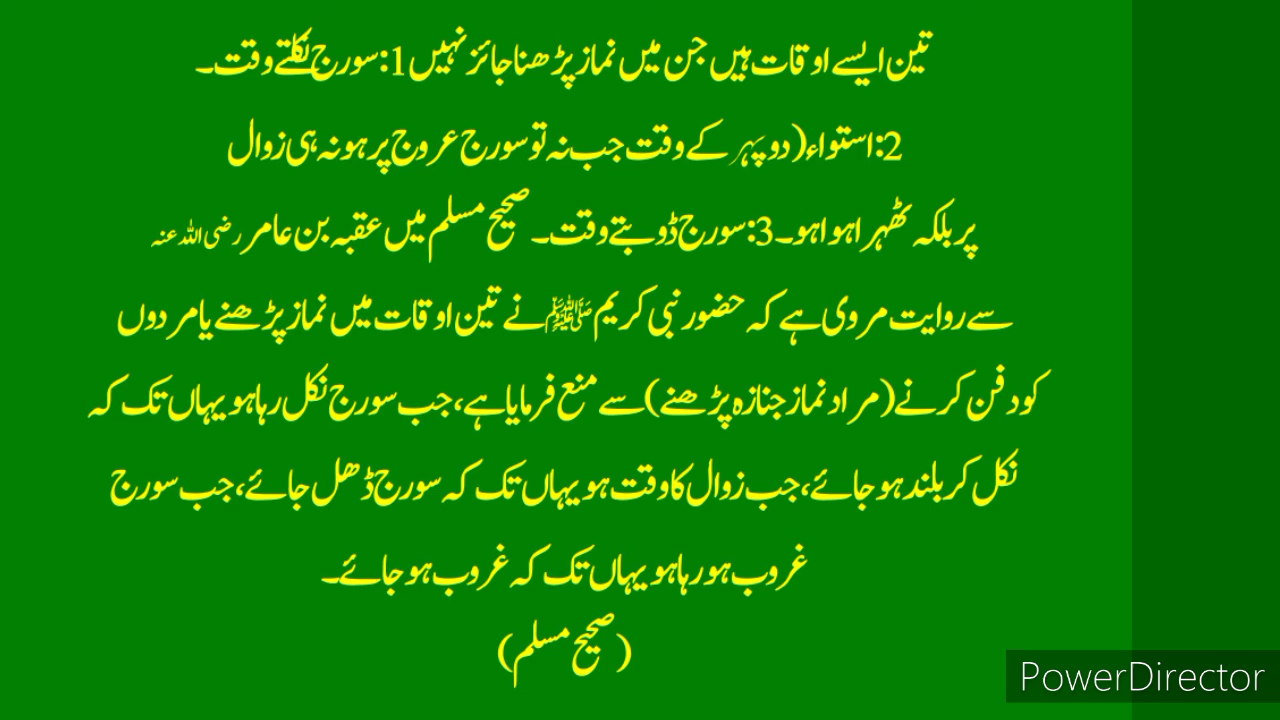 تین ایسے اوقات ہیں جن میں نماز پڑھنا جائز نہیں 1: سورج نکلتے وقت۔
2: استواء (دوپہر کے وقت جب نہ تو سورج عروج پر ہو نہ ہی زوال
پر بلکہ ٹھہرا ہوا ہو۔ 3: سورج ڈوبتے وقت۔ صحیح مسلم میں عقبہ بن عامر رضی اللہ عنہ
سے روایت مروی ہے کہ حضور نبی کریم ﷺ نے تین اوقات میں نماز پڑھنے یا مردوں
کو دفن کرنے (مراد نماز جنازہ پڑھنے) سے منع فرمایا ہے، جب سورج نکل رہا ہو یہاں تک کہ
نکل کر بلند ہو جائے، جب زوال کا وقت ہو یہاں تک کہ سورج ڈھل جائے، جب سورج
غروب ہو رہا ہو یہاں تک کہ غروب ہو جائے۔
(صحیح مسلم)
PowerDirector